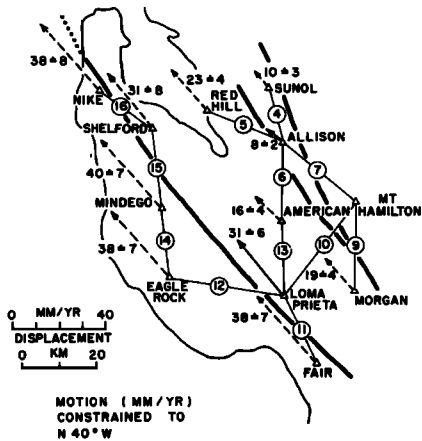 38±8
NIKE
16
31±8
SHELFORD
23±4
RED
HILL
5
10±3
SUNOL
4
ALLISON
8±2
7
6
15
40±7
MINDEGO
16±4
AMERICAN
MT
HAMILTON
31±6
13
10
9
14
38±7
19±4
EAGLE
ROCK
12
LOMA
PRIETA
MORGAN
38±7
11
FAIR
0 MM/YR 40
DISPLACEMENT
0 KM 20
MOTION (MM/YR)
CONSTRAINED TO
N 40° W